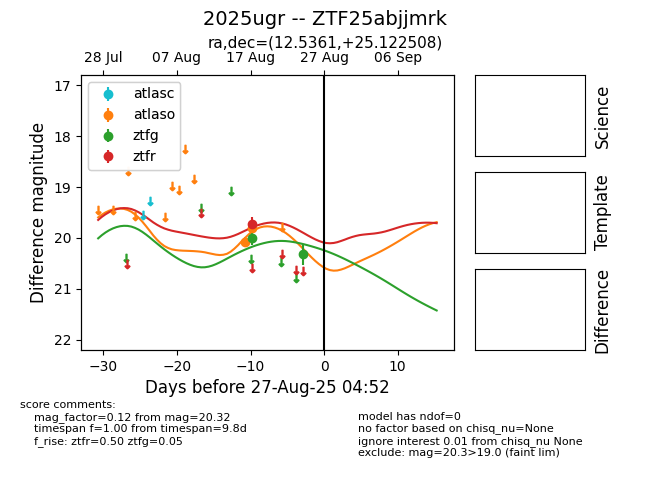 2025ugr -- ZTF25abjjmrk
ra,dec=(12.5361,+25.122508)
28 Jul 07 Aug 17 Aug 27 Aug 06 Sep
17
18
19
20
21
22
Difference magnitude
atlasc
atlaso
ztfg
ztfr
−30 −20 −10 0 10
Days before 27-Aug-25 04:52
Science
Template
Difference
score comments:
mag_factor=0.12 from mag=20.32
timespan f=1.00 from timespan=9.8d
f_rise: ztfr=0.50 ztfg=0.05
model has ndof=0
no factor based on chisq_nu=None
ignore interest 0.01 from chisq_nu None
exclude: mag=20.3>19.0 (faint lim)